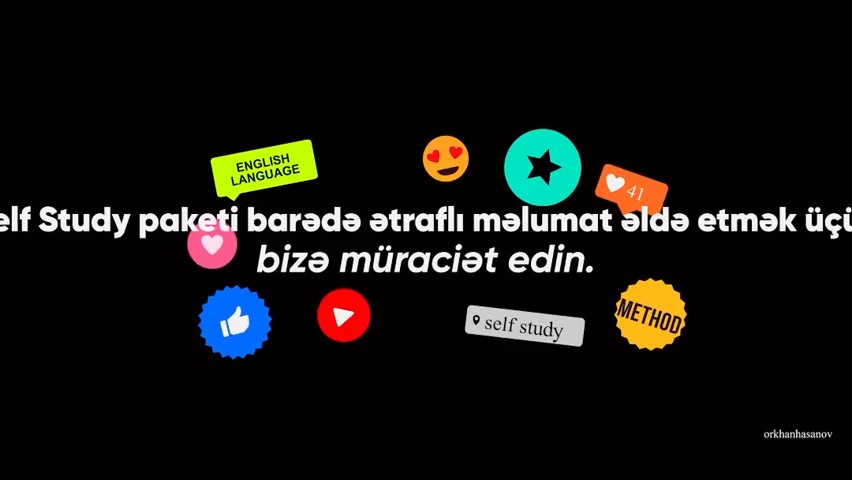 ENGLISH
LANGUAGE
41
elf Study paketi barədə ətraflı məlumat əldə etmək üçü
bizə müraciət edin.
self study
METHOD
orkhanhasanov